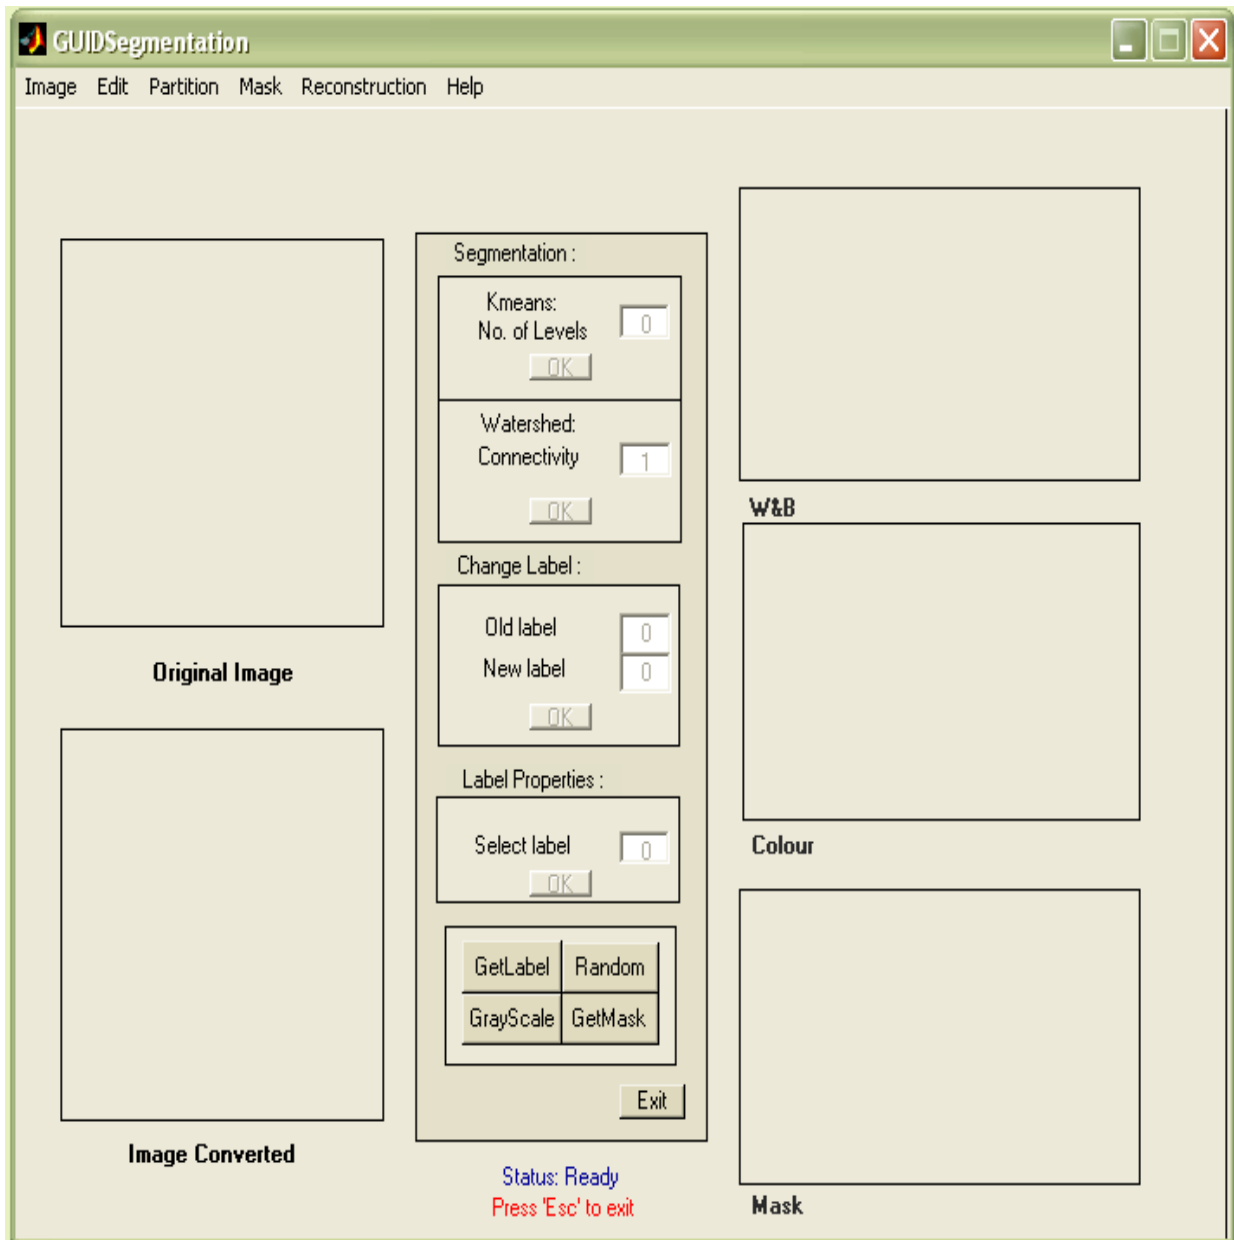 GUIDSegmentation
Image Edit Partition Mask Reconstruction Help
Original Image
Image Converted
Segmentation :
Kmeans:
No. of Levels 0
OK
Watershed:
Connectivity 1
OK
Change Label :
Old label 0
New label 0
OK
Label Properties :
Select label 0
OK
GetLabel Random
GrayScale GetMask
Exit
Status: Ready
Press 'Esc' to exit
W&B
Colour
Mask